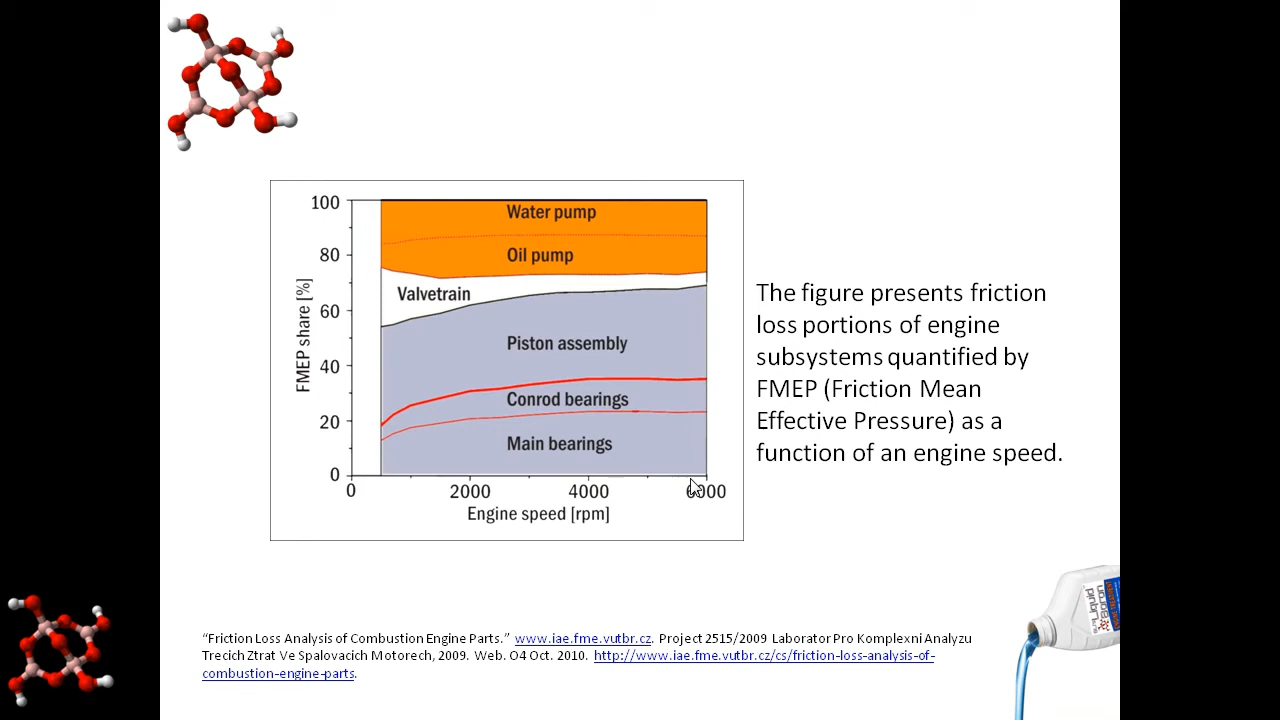 100
Water pump
80
Oil pump
Valvetrain
60
FMEP share [%]
Piston assembly
40
Conrod bearings
20
Main bearings
0
0 2000 4000 6000
Engine speed [rpm]
The figure presents friction
loss portions of engine
subsystems quantified by
FMEP (Friction Mean
Effective Pressure) as a
function of an engine speed.
“Friction Loss Analysis of Combustion Engine Parts.” www.iae.fme.vutbr.cz. Project 2515/2009 Laborator Pro Komplexni Analyzu
Trecich Ztrat Ve Spalovacich Motorech, 2009. Web. O4 Oct. 2010. http://www.iae.fme.vutbr.cz/cs/friction-loss-analysis-of-
combustion-engine-parts.
Liquid
Boron